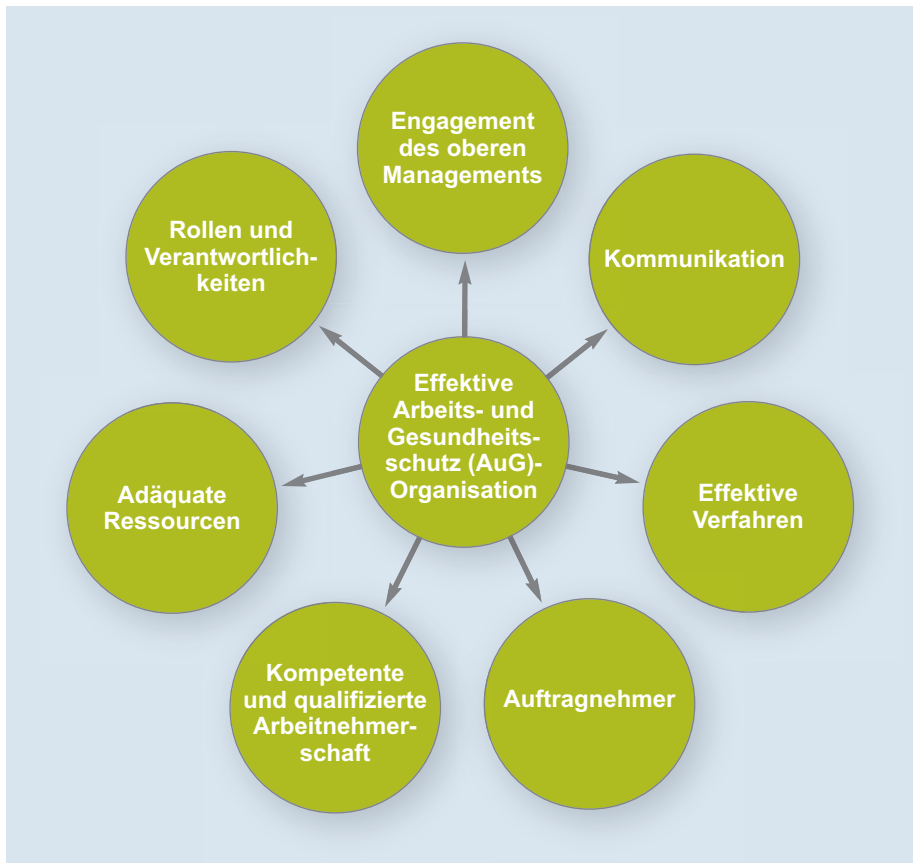 Engagement
des oberen
Managements
Rollen und
Verantwortlich-
keiten
Kommunikation
Effektive
Arbeits- und
Gesundheits-
schutz (AuG)-
Organisation
Adäquate
Ressourcen
Effektive
Verfahren
Kompetente
und qualifizierte
Arbeitnehmer-
schaft
Auftragnehmer